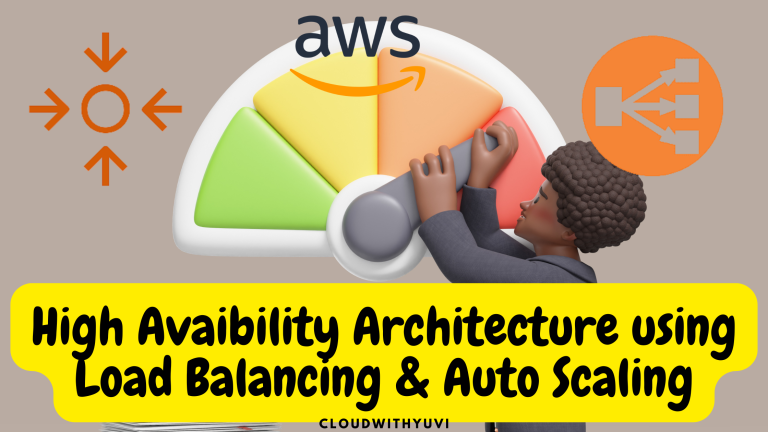 aws
High Avaibility Architecture using
Load Balancing & Auto Scaling
CLOUDWITHYUVI